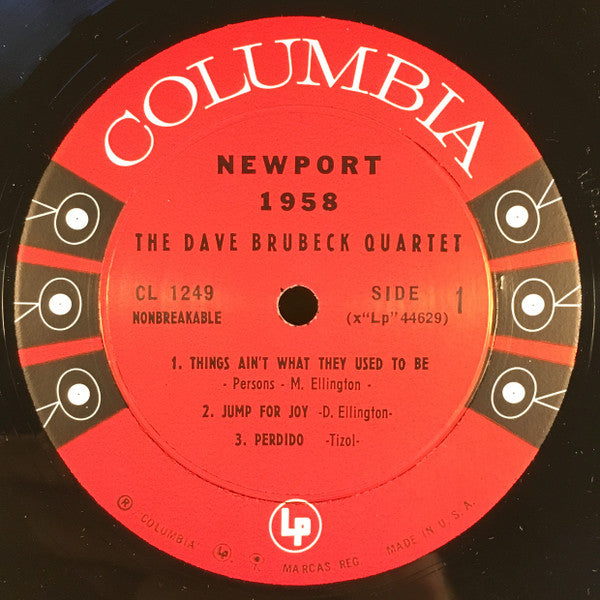 COLUMBIA
NEWPORT
1958
THE DAVE BRUBECK QUARTET
CL 1249
NONBREAKABLE
SIDE 1
(x"Lp" 44629)
1. THINGS AIN'T WHAT THEY USED TO BE
- Persons - M. Ellington -
2. JUMP FOR JOY -D. Ellington-
3. PERDIDO -Tizol-
Lp
® "COLUMBIA" Lp MARCAS REG. MADE IN U.S.A.